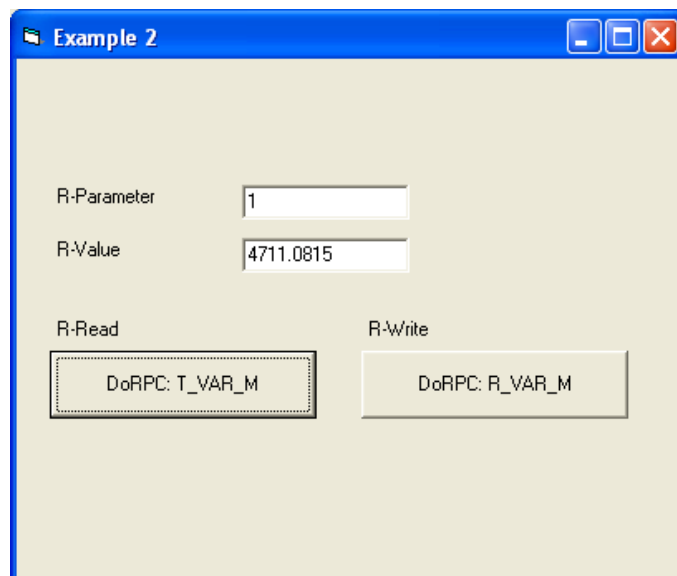 Example 2
R-Parameter 1
R-Value 4711.0815
R-Read R-Write
DoRPC: T_VAR_M DoRPC: R_VAR_M